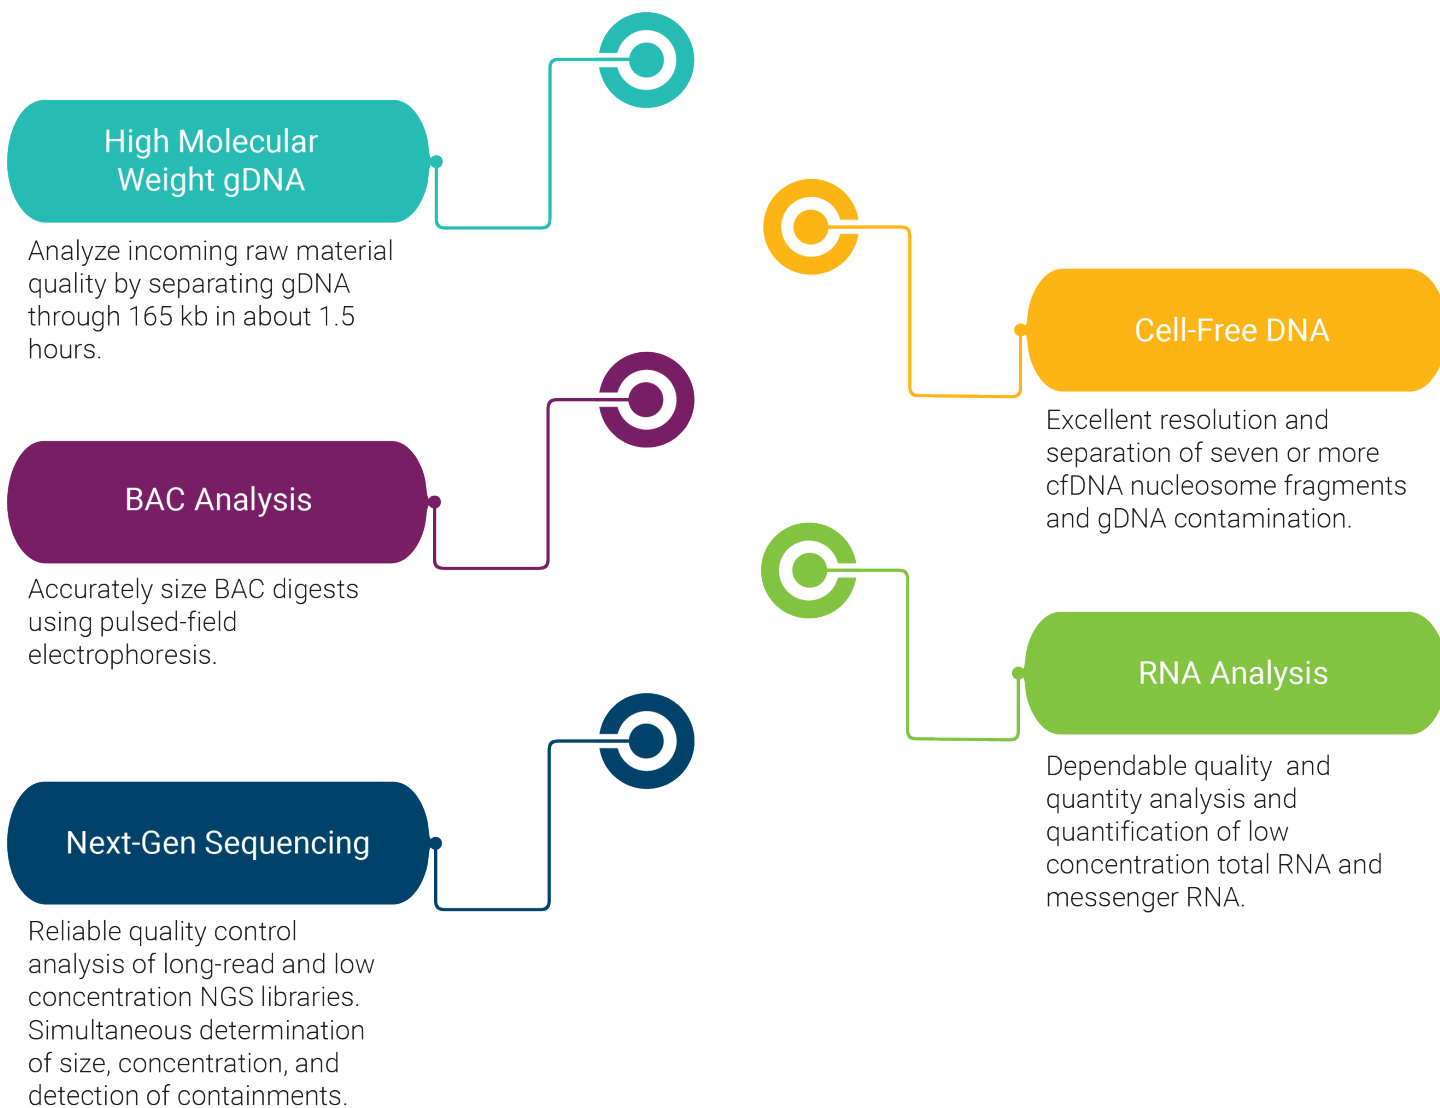 High Molecular
Weight gDNA
Analyze incoming raw material
quality by separating gDNA
through 165 kb in about 1.5
hours.
Cell-Free DNA
Excellent resolution and
separation of seven or more
cfDNA nucleosome fragments
and gDNA contamination.
BAC Analysis
Accurately size BAC digests
using pulsed-field
electrophoresis.
RNA Analysis
Dependable quality  and
quantity analysis and
quantification of low
concentration total RNA and
messenger RNA.
Next-Gen Sequencing
Reliable quality control
analysis of long-read and low
concentration NGS libraries.
Simultaneous determination
of size, concentration, and
detection of containments.